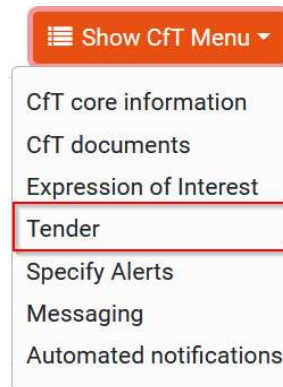 Show CfT Menu
CfT core information
CfT documents
Expression of Interest
Tender
Specify Alerts
Messaging
Automated notifications